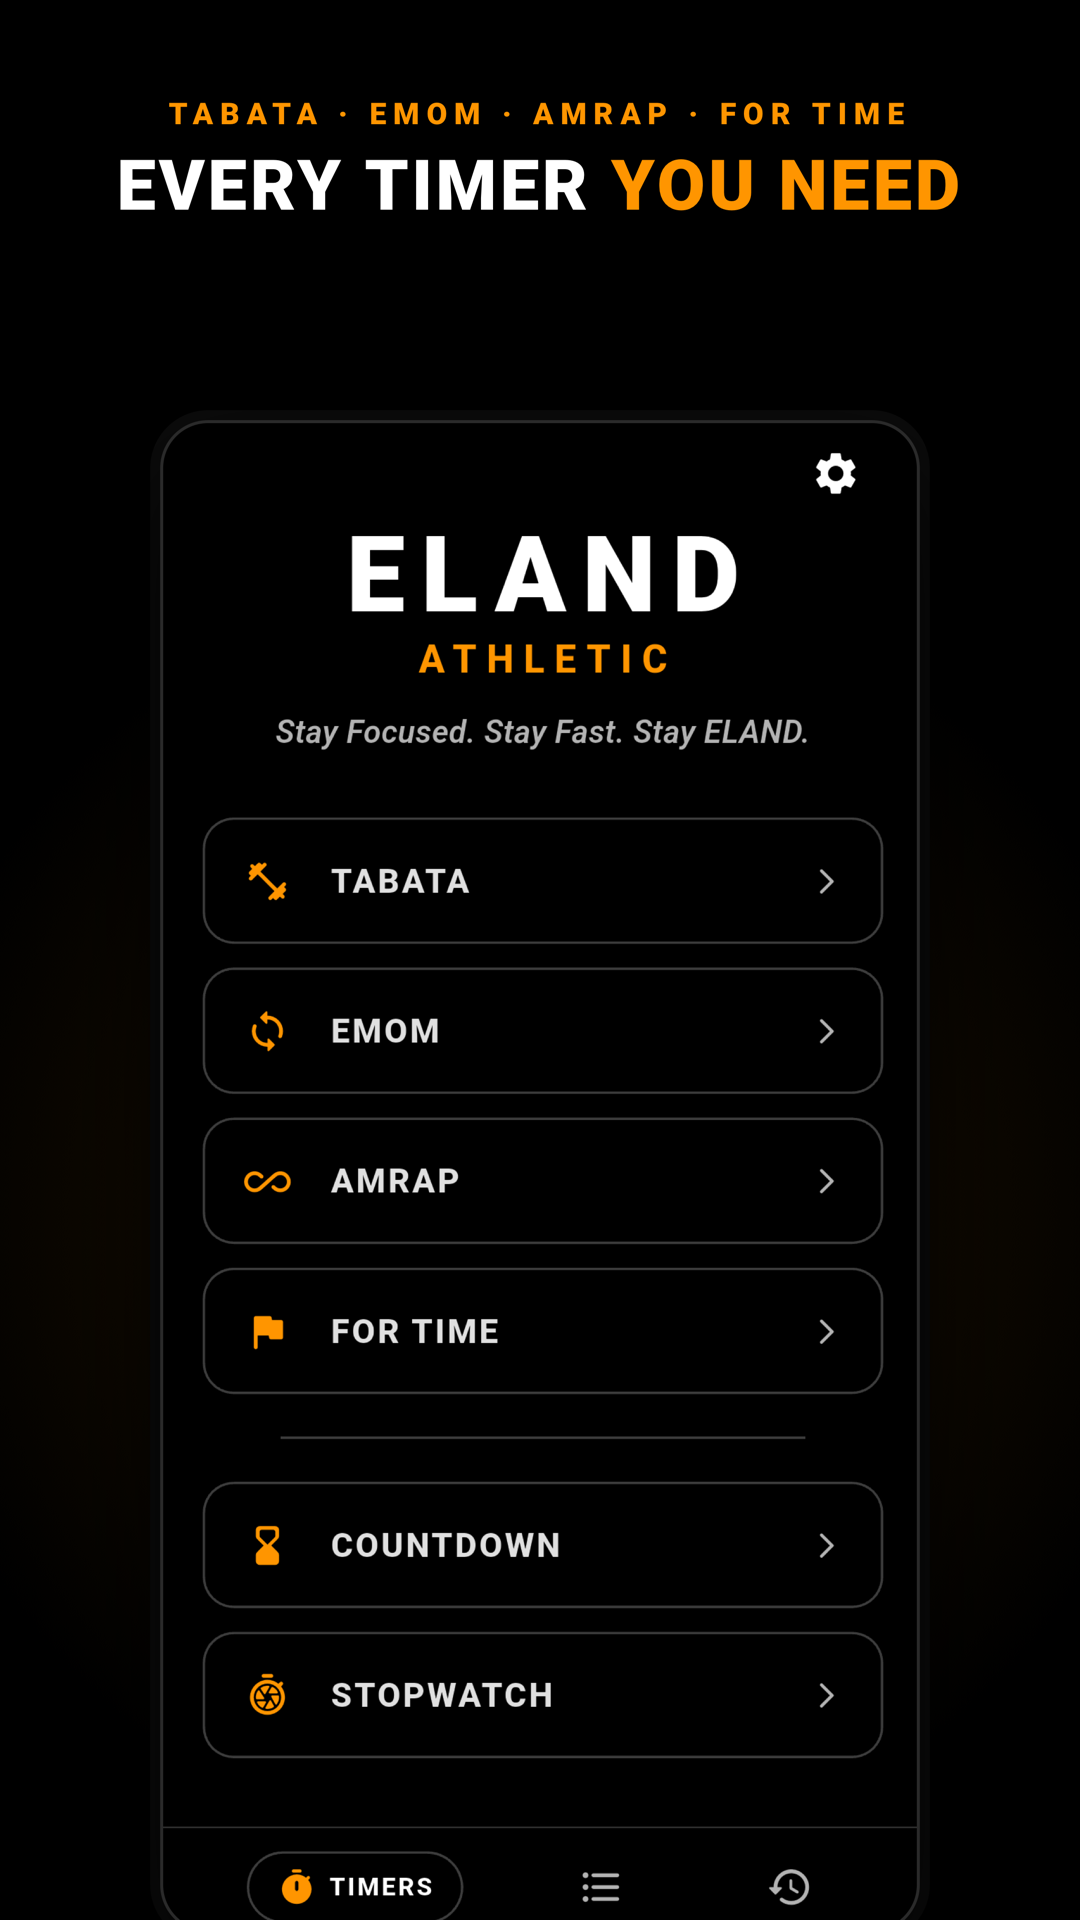 TABATA · EMOM · AMRAP · FOR TIME
EVERY TIMER YOU NEED
ELAND
ATHLETIC
Stay Focused. Stay Fast. Stay ELAND.
TABATA
EMOM
AMRAP
FOR TIME
COUNTDOWN
STOPWATCH
TIMERS